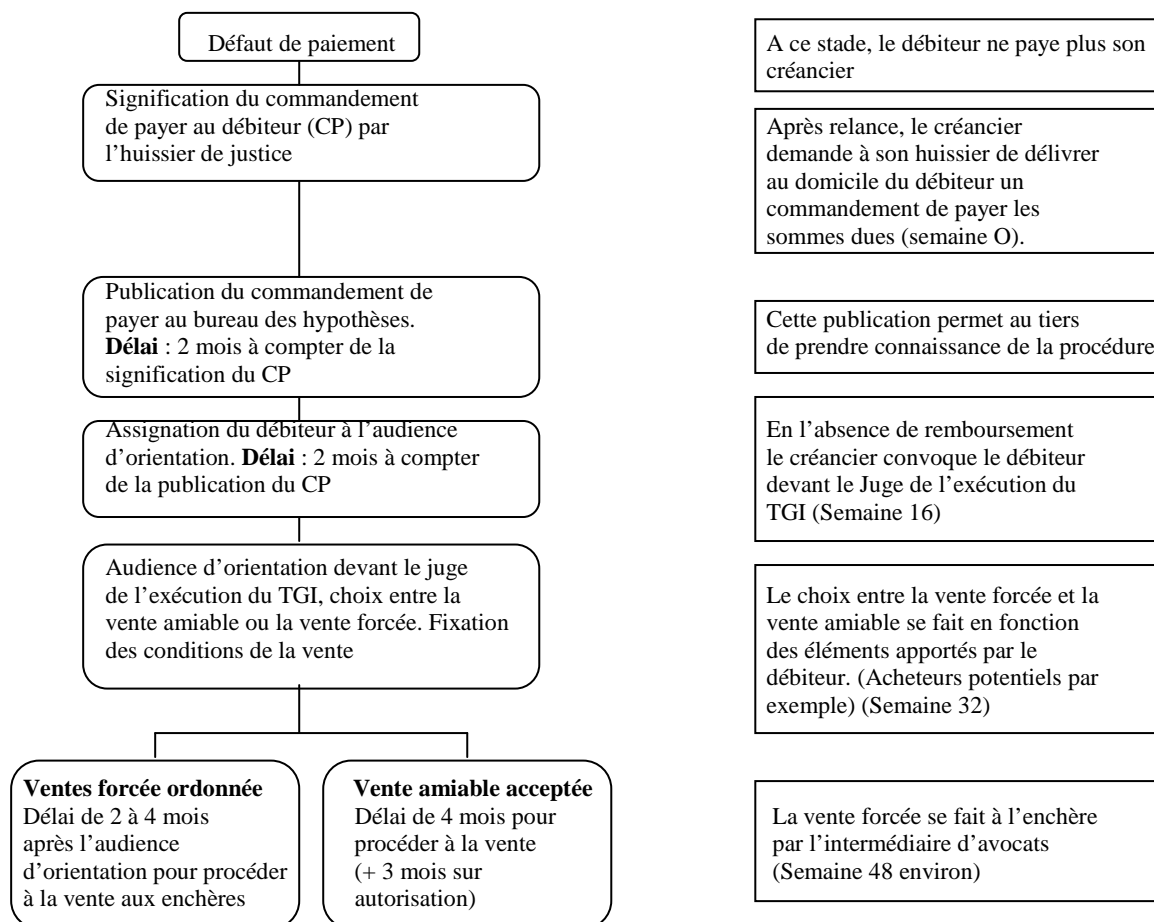 Défaut de paiement
A ce stade, le débiteur ne paye plus son
créancier
Signification du commandement
de payer au débiteur (CP) par
l’huissier de justice
Après relance, le créancier
demande à son huissier de délivrer
au domicile du débiteur un
commandement de payer les
sommes dues (semaine O).
Publication du commandement de
payer au bureau des hypothèses.
Délai : 2 mois à compter de la
signification du CP
Cette publication permet au tiers
de prendre connaissance de la procédure
Assignation du débiteur à l’audience
d’orientation. Délai : 2 mois à compter
de la publication du CP
En l’absence de remboursement
le créancier convoque le débiteur
devant le Juge de l’exécution du
TGI (Semaine 16)
Audience d’orientation devant le juge
de l’exécution du TGI, choix entre la
vente amiable ou la vente forcée. Fixation
des conditions de la vente
Le choix entre la vente forcée et la
vente amiable se fait en fonction
des éléments apportés par le
débiteur. (Acheteurs potentiels par
exemple) (Semaine 32)
Ventes forcée ordonnée
Délai de 2 à 4 mois
après l’audience
d’orientation pour procéder
à la vente aux enchères
Vente amiable acceptée
Délai de 4 mois pour
procéder à la vente
(+ 3 mois sur
autorisation)
La vente forcée se fait à l’enchère
par l’intermédiaire d’avocats
(Semaine 48 environ)